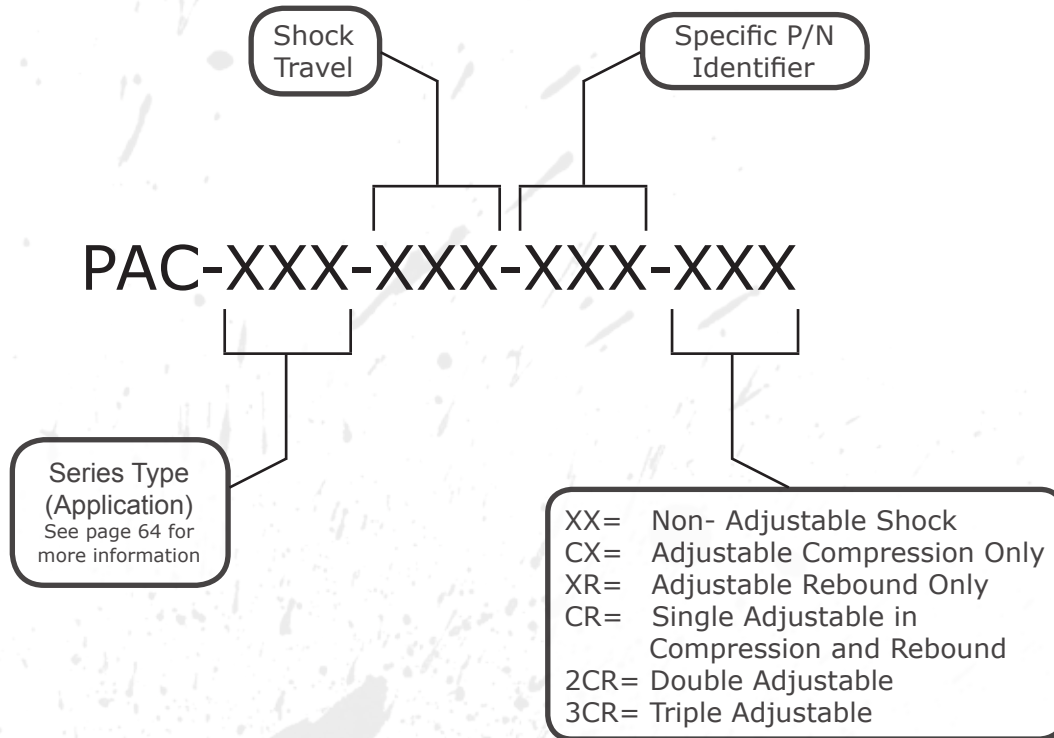 Shock
Travel
Specific P/N
Identifier
PAC-XXX-XXX-XXX-XXX
Series Type
(Application)
See page 64 for
more information
XX= Non- Adjustable Shock
CX= Adjustable Compression Only
XR= Adjustable Rebound Only
CR= Single Adjustable in
Compression and Rebound
2CR= Double Adjustable
3CR= Triple Adjustable